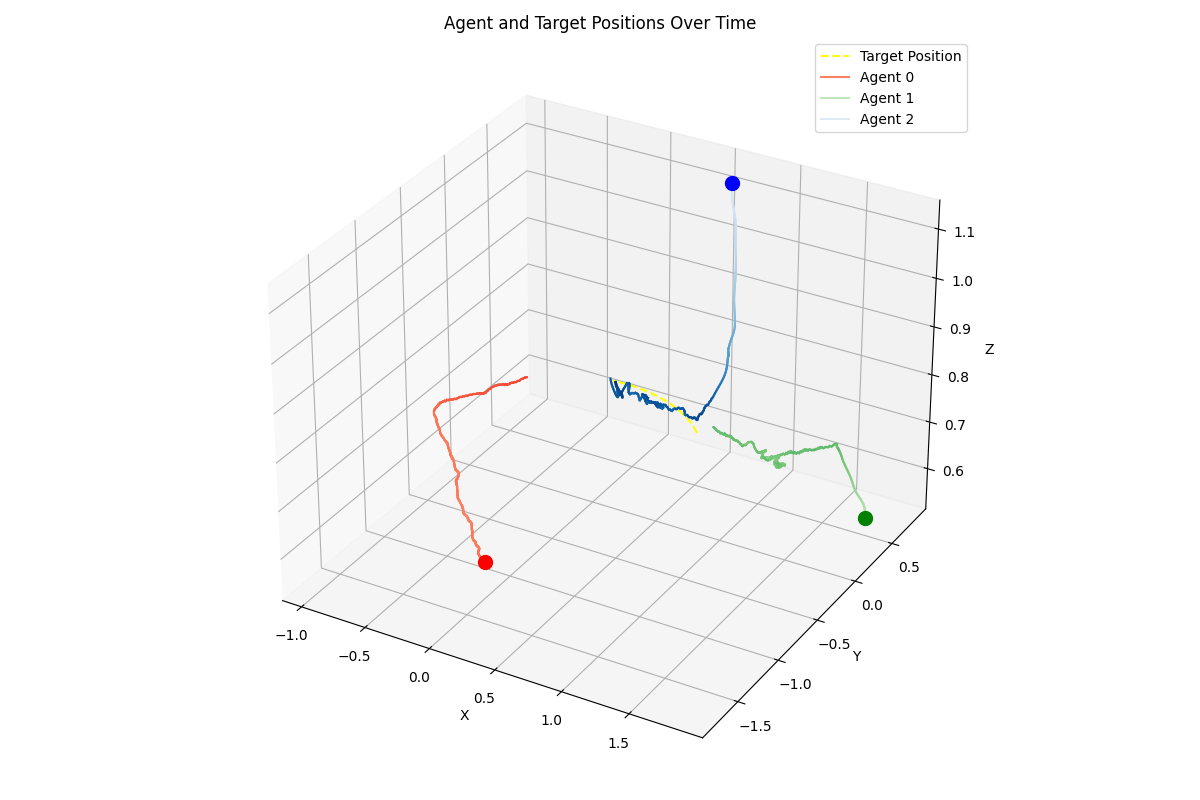 Agent and Target Positions Over Time
Target Position
Agent 0
Agent 1
Agent 2
1.1
1.0
0.9
0.8
0.7
0.6
Z
0.5
0.0
−0.5
−1.0
−1.5
Y
−1.0
−0.5
0.0
0.5
1.0
1.5
X